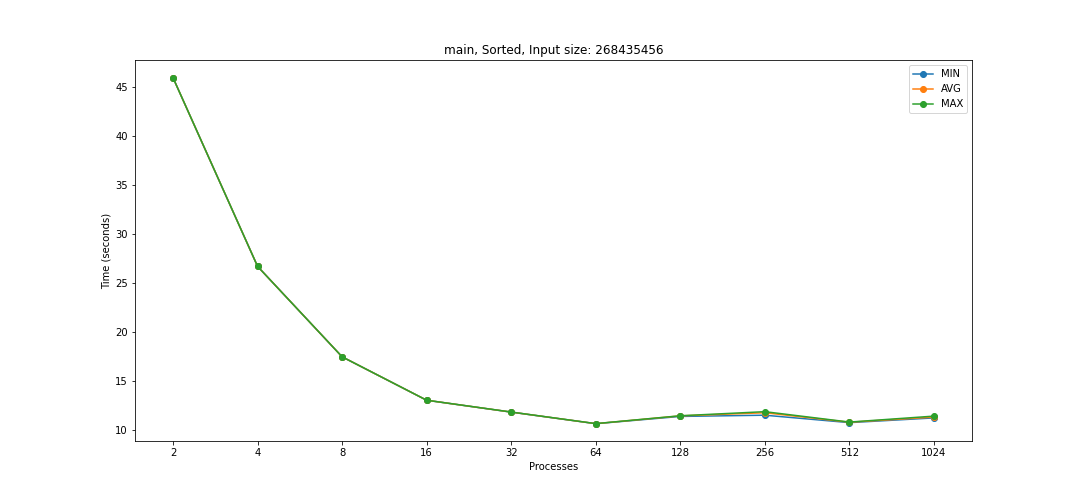 main, Sorted, Input size: 268435456
MIN
AVG
MAX
Time (seconds)
45
40
35
30
25
20
15
10
2 4 8 16 32 64 128 256 512 1024
Processes